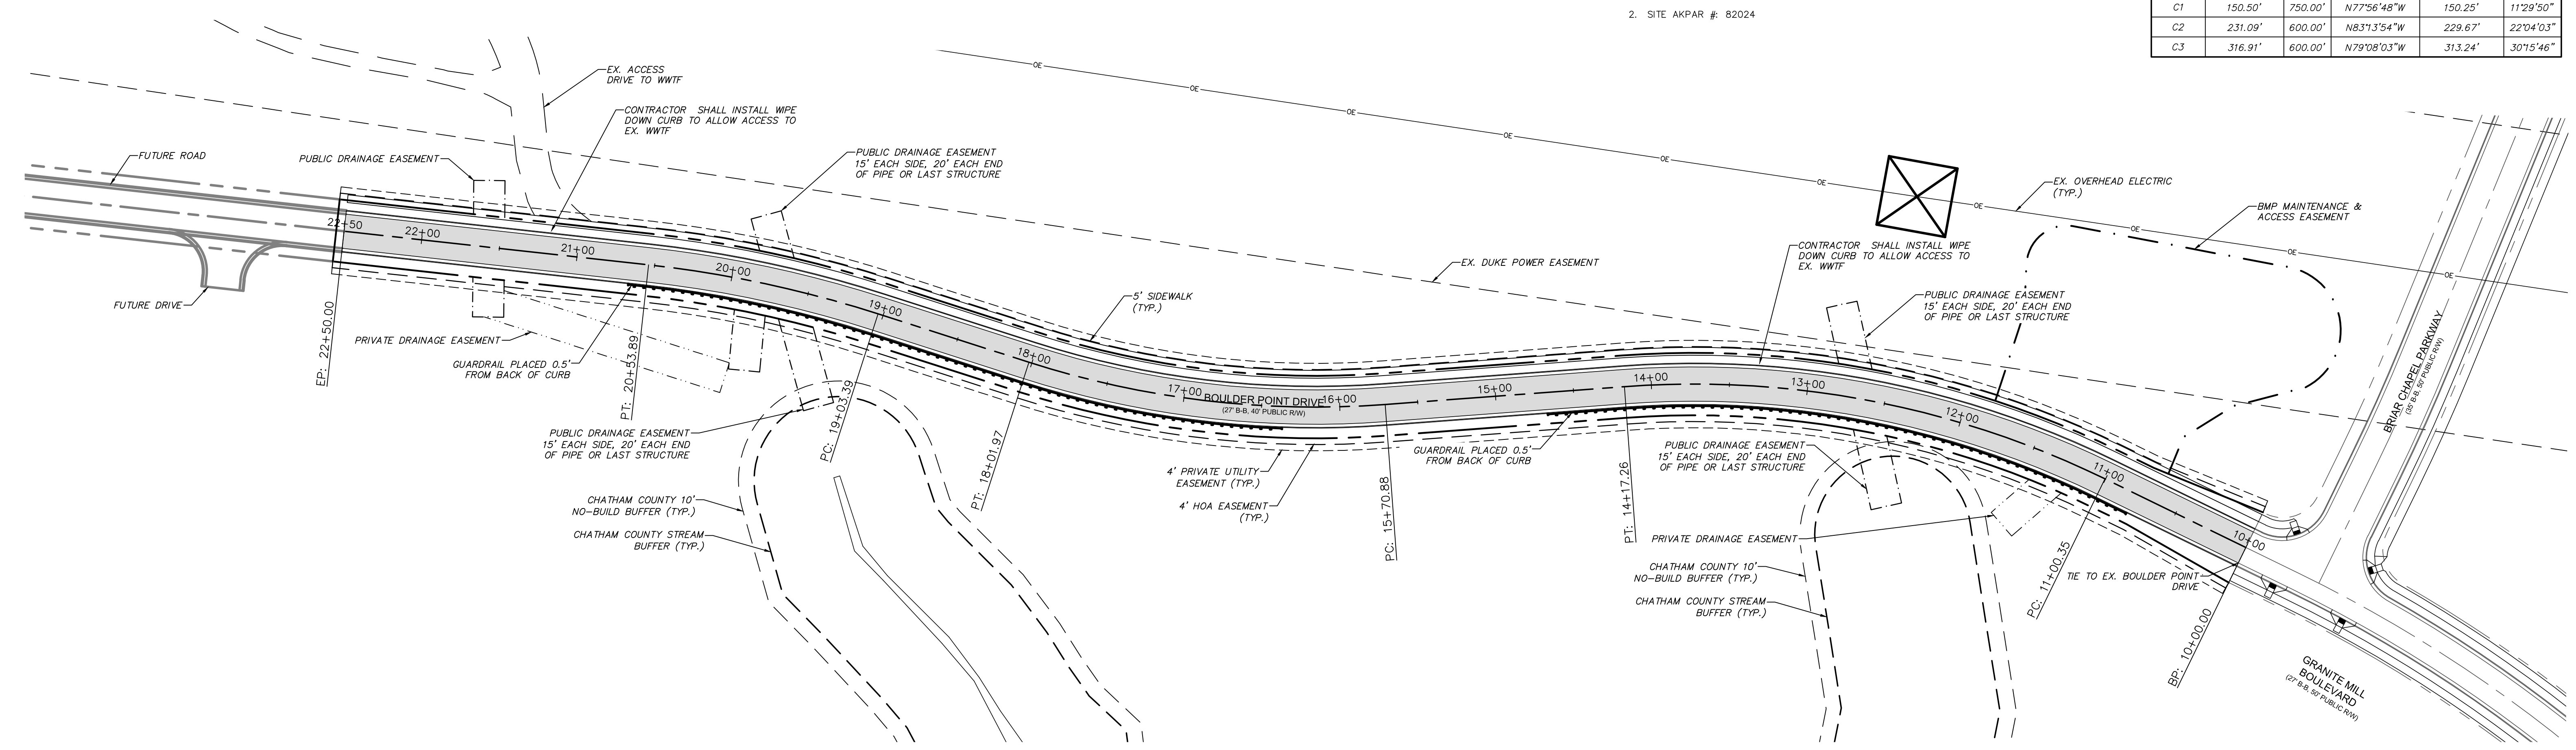 2. SITE AKPAR #: 82024
C1 150.50' 750.00' N77°56'48"W 150.25' 11°29'50"
C2 231.09' 600.00' N83°13'54"W 229.67' 22°04'03"
C3 316.91' 600.00' N79°08'03"W 313.24' 30°15'46"
EX. ACCESS
DRIVE TO WWTF
CONTRACTOR SHALL INSTALL WIPE
DOWN CURB TO ALLOW ACCESS TO
EX. WWTF
FUTURE ROAD
PUBLIC DRAINAGE EASEMENT
PUBLIC DRAINAGE EASEMENT
15' EACH SIDE, 20' EACH END
OF PIPE OR LAST STRUCTURE
OE
OE
OE
OE
OE
OE
OE
OE
OE
OE
EX. OVERHEAD ELECTRIC
(TYP.)
BMP MAINTENANCE &
ACCESS EASEMENT
CONTRACTOR SHALL INSTALL WIPE
DOWN CURB TO ALLOW ACCESS TO
EX. WWTF
EX. DUKE POWER EASEMENT
5' SIDEWALK
(TYP.)
PUBLIC DRAINAGE EASEMENT
15' EACH SIDE, 20' EACH END
OF PIPE OR LAST STRUCTURE
FUTURE DRIVE
22+50
22+00
21+00
20+00
19+00
18+00
17+00
BOULDER POINT DRIVE
(27' B-B, 40' PUBLIC R/W)
16+00
15+00
14+00
13+00
12+00
11+00
10+00
PRIVATE DRAINAGE EASEMENT
GUARDRAIL PLACED 0.5'
FROM BACK OF CURB
EP: 22+50.00
PT: 20+53.89
PC: 19+03.39
PT: 18+01.97
PC: 15+70.88
PT: 14+17.26
PC: 11+00.35
BP: 10+00.00
PUBLIC DRAINAGE EASEMENT
15' EACH SIDE, 20' EACH END
OF PIPE OR LAST STRUCTURE
4' PRIVATE UTILITY
EASEMENT (TYP.)
4' HOA EASEMENT
(TYP.)
GUARDRAIL PLACED 0.5'
FROM BACK OF CURB
PUBLIC DRAINAGE EASEMENT
15' EACH SIDE, 20' EACH END
OF PIPE OR LAST STRUCTURE
CHATHAM COUNTY 10'
NO-BUILD BUFFER (TYP.)
CHATHAM COUNTY STREAM
BUFFER (TYP.)
PRIVATE DRAINAGE EASEMENT
CHATHAM COUNTY 10'
NO-BUILD BUFFER (TYP.)
CHATHAM COUNTY STREAM
BUFFER (TYP.)
TIE TO EX. BOULDER POINT
DRIVE
BRIAR CHAPEL PARKWAY
(35' B-B, 50' PUBLIC R/W)
GRANITE MILL
BOULEVARD
(27' B-B, 50' PUBLIC R/W)